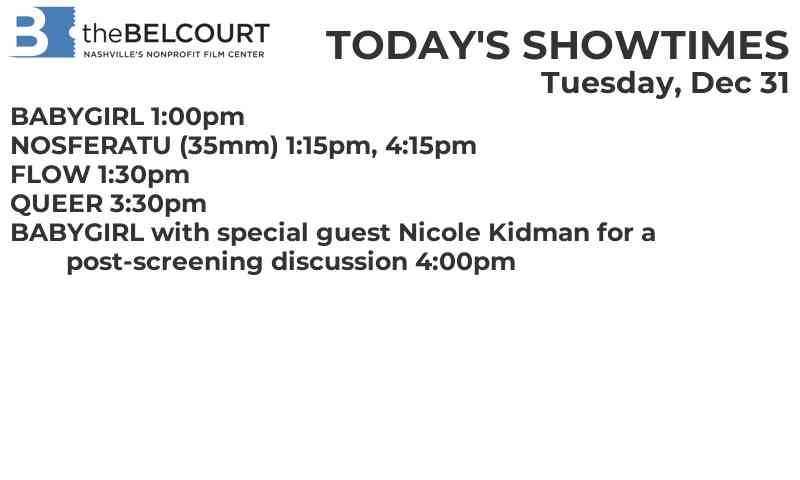 B
theBELCOURT
NASHVILLE'S NONPROFIT FILM CENTER
TODAY'S SHOWTIMES
Tuesday, Dec 31
BABYGIRL 1:00pm
NOSFERATU (35mm) 1:15pm, 4:15pm
FLOW 1:30pm
QUEER 3:30pm
BABYGIRL with special guest Nicole Kidman for a
post-screening discussion 4:00pm